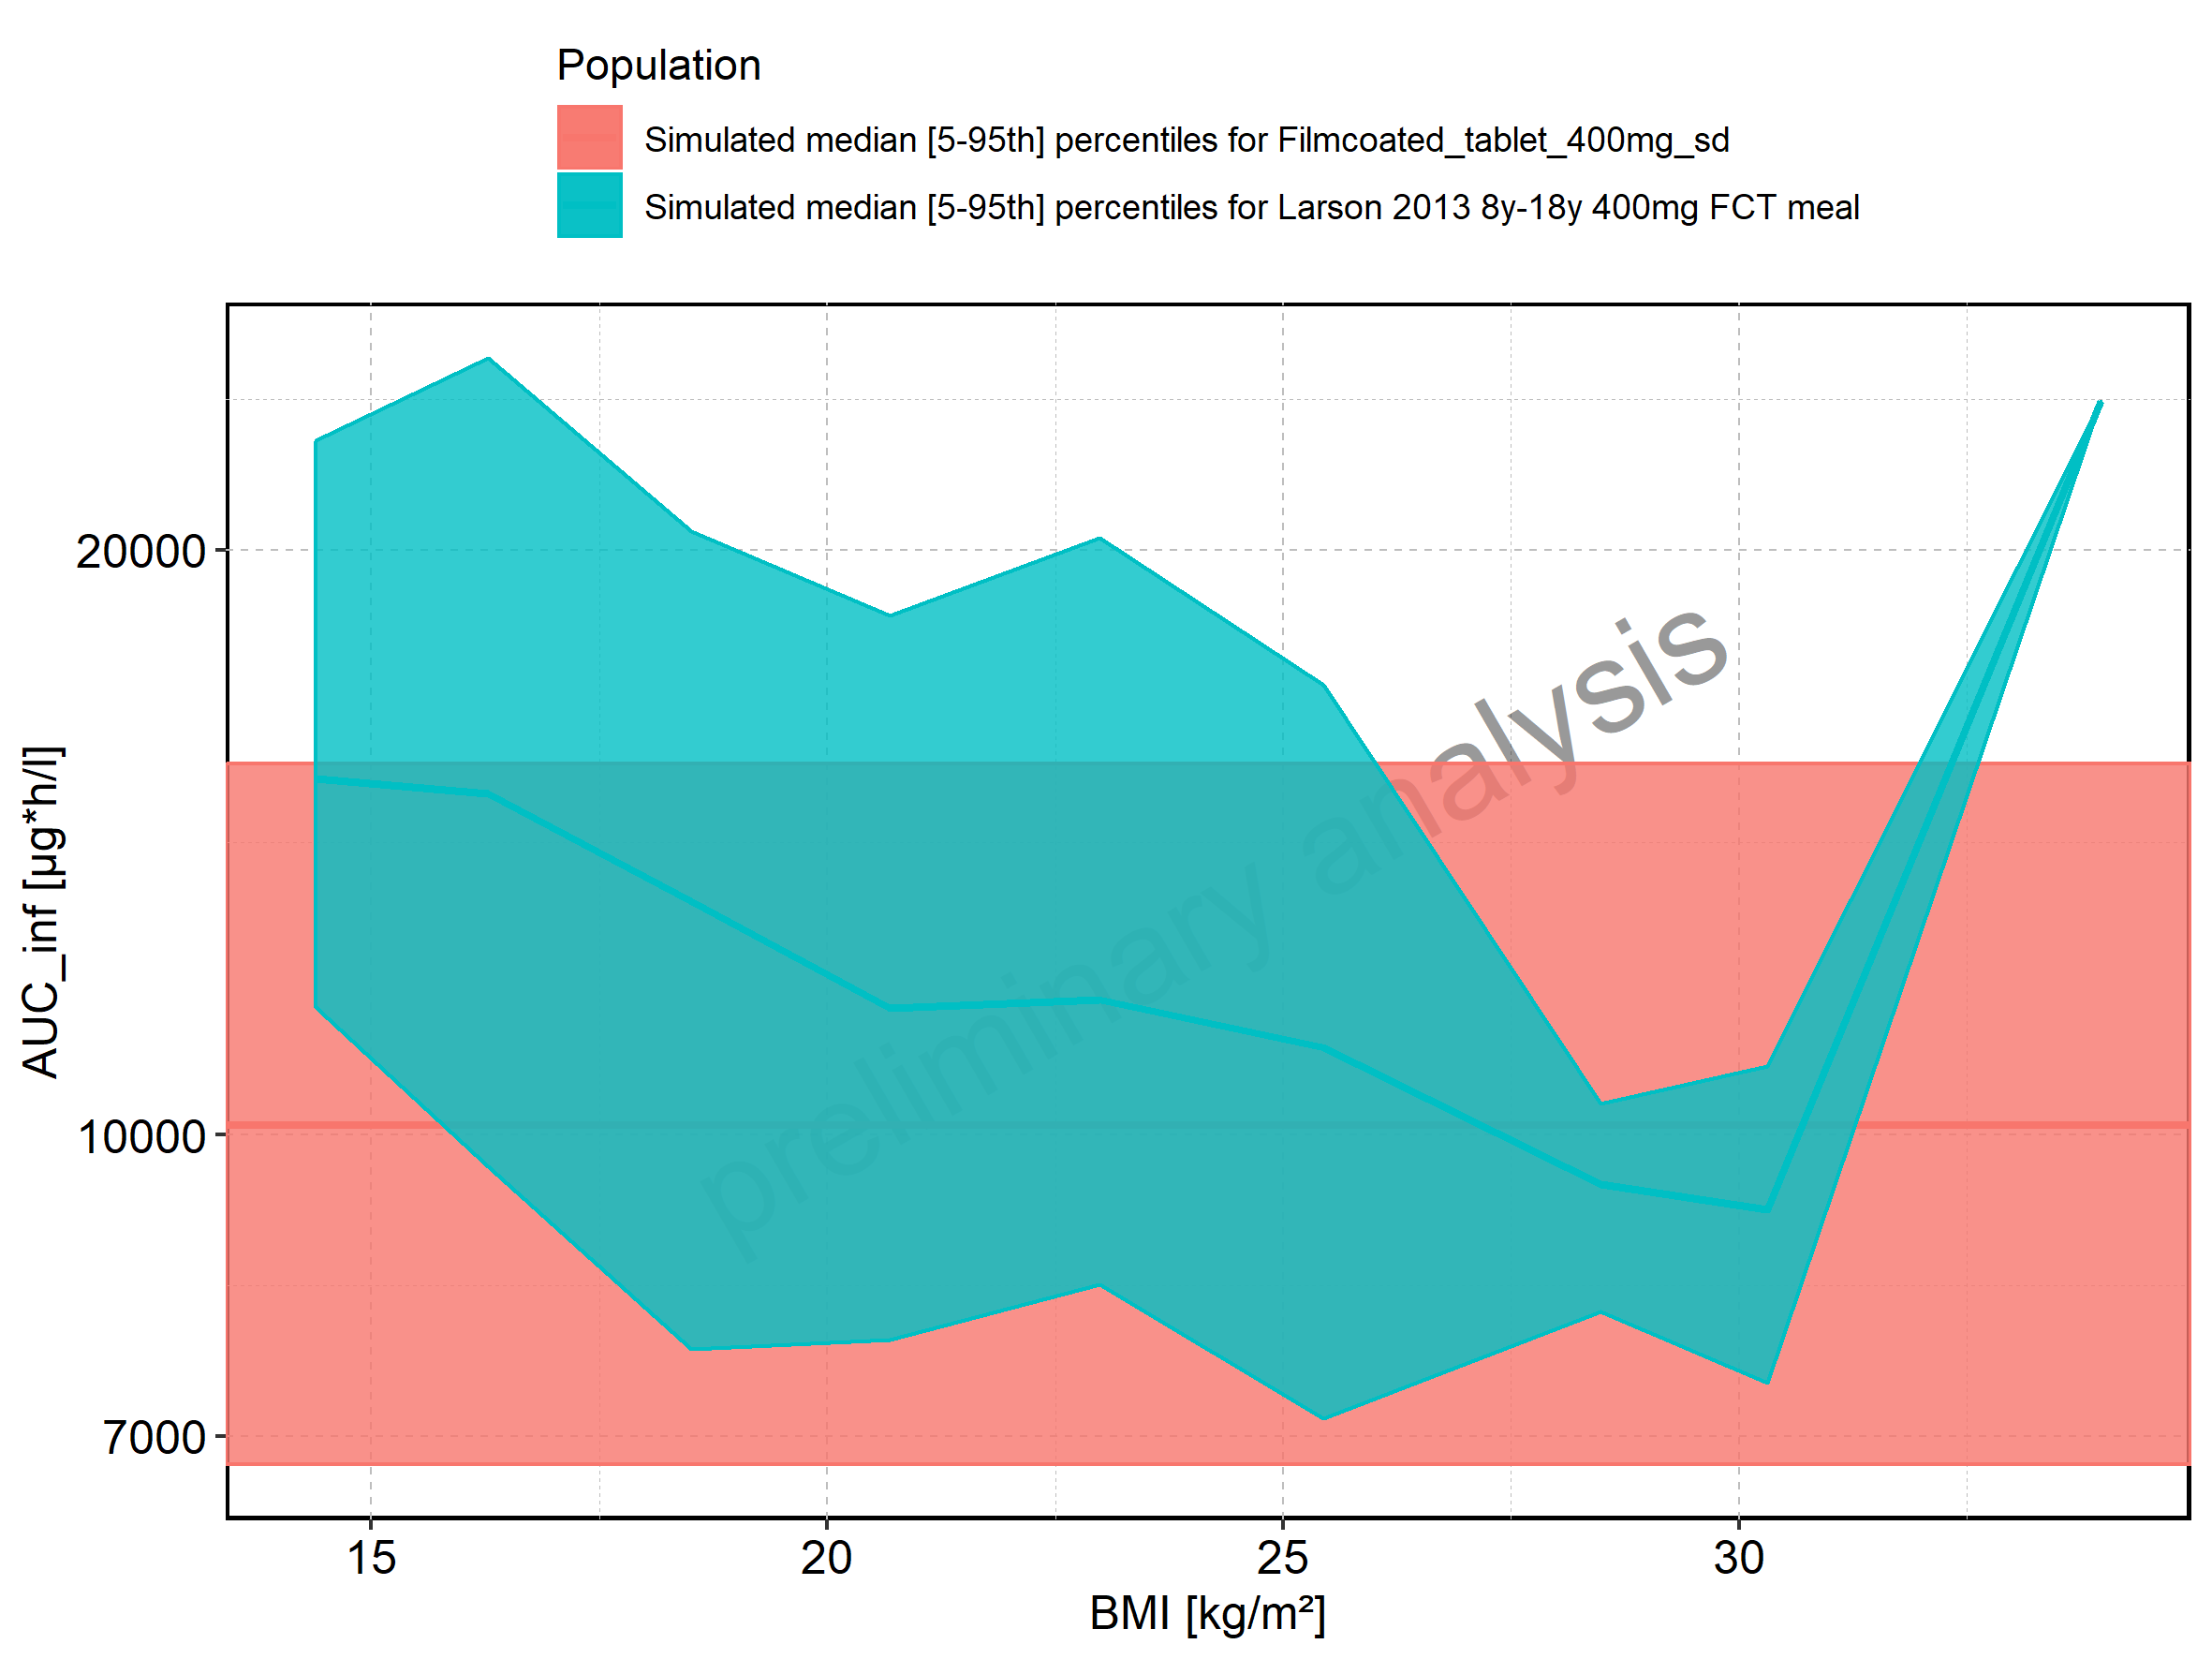 Population
Simulated median [5-95th] percentiles for Filmcoated_tablet_400mg_sd
Simulated median [5-95th] percentiles for Larson 2013 8y-18y 400mg FCT meal
20000
10000
7000
AUC_inf [µg*h/l]
preliminary analysis
15
20
25
30
BMI [kg/m²]